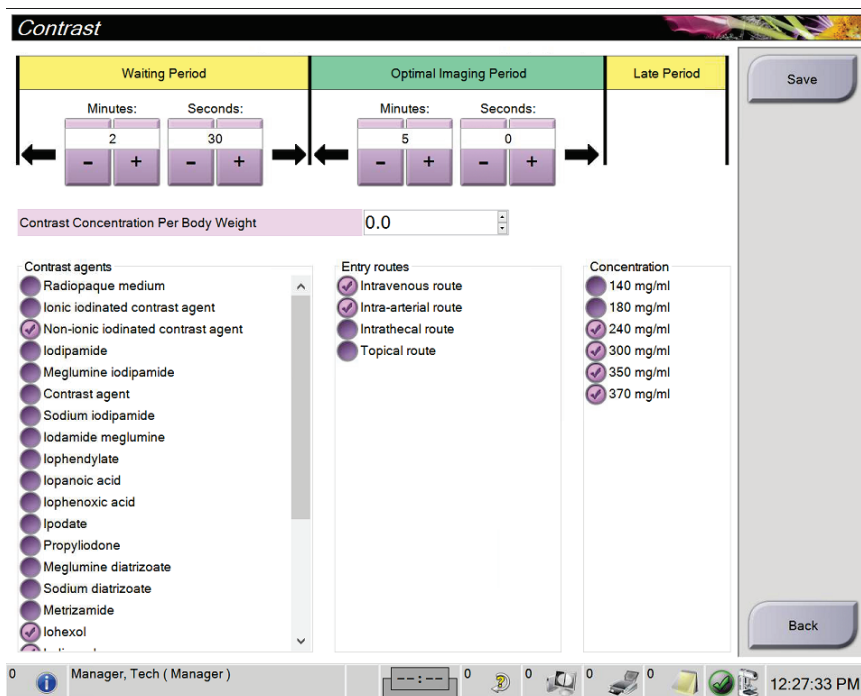 Contrast
Waiting Period Optimal Imaging Period Late Period
Save
Minutes: Seconds: Minutes: Seconds:
2 30 5 0
- + - + - + - +
Contrast Concentration Per Body Weight 0.0
Contrast agents
Radiopaque medium
Ionic iodinated contrast agent
Non-ionic iodinated contrast agent
Iodipamide
Meglumine iodipamide
Contrast agent
Sodium iodipamide
Iodamide meglumine
Iophendylate
Iopanoic acid
Iophenoxic acid
Ipodate
Propyliodone
Meglumine diatrizoate
Sodium diatrizoate
Metrizamide
Iohexol
Entry routes
Intravenous route
Intra-arterial route
Intrathecal route
Topical route
Concentration
140 mg/ml
180 mg/ml
240 mg/ml
300 mg/ml
350 mg/ml
370 mg/ml
Back
0 Manager, Tech ( Manager ) --:-- 0 0 0 0 12:27:33 PM